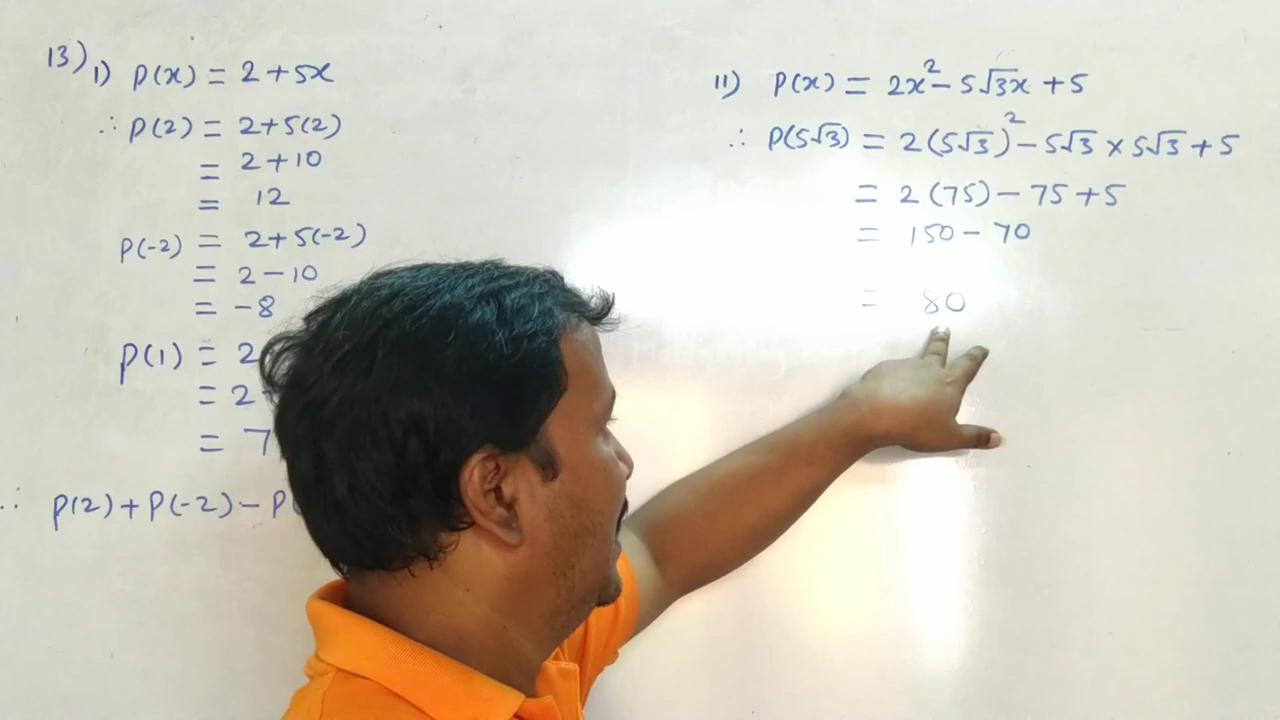 13) i) P(x) = 2+5x
∴ P(2) = 2+5(2)
= 2+10
= 12
P(-2) = 2+5(-2)
= 2-10
= -8
P(1) = 2
= 2
= 7
∴ P(2)+P(-2)-P(
ii) P(x) = 2x²-5√3x+5
∴ P(5√3) = 2(5√3)²-5√3×5√3+5
= 2(75)-75+5
= 150-70
= 80